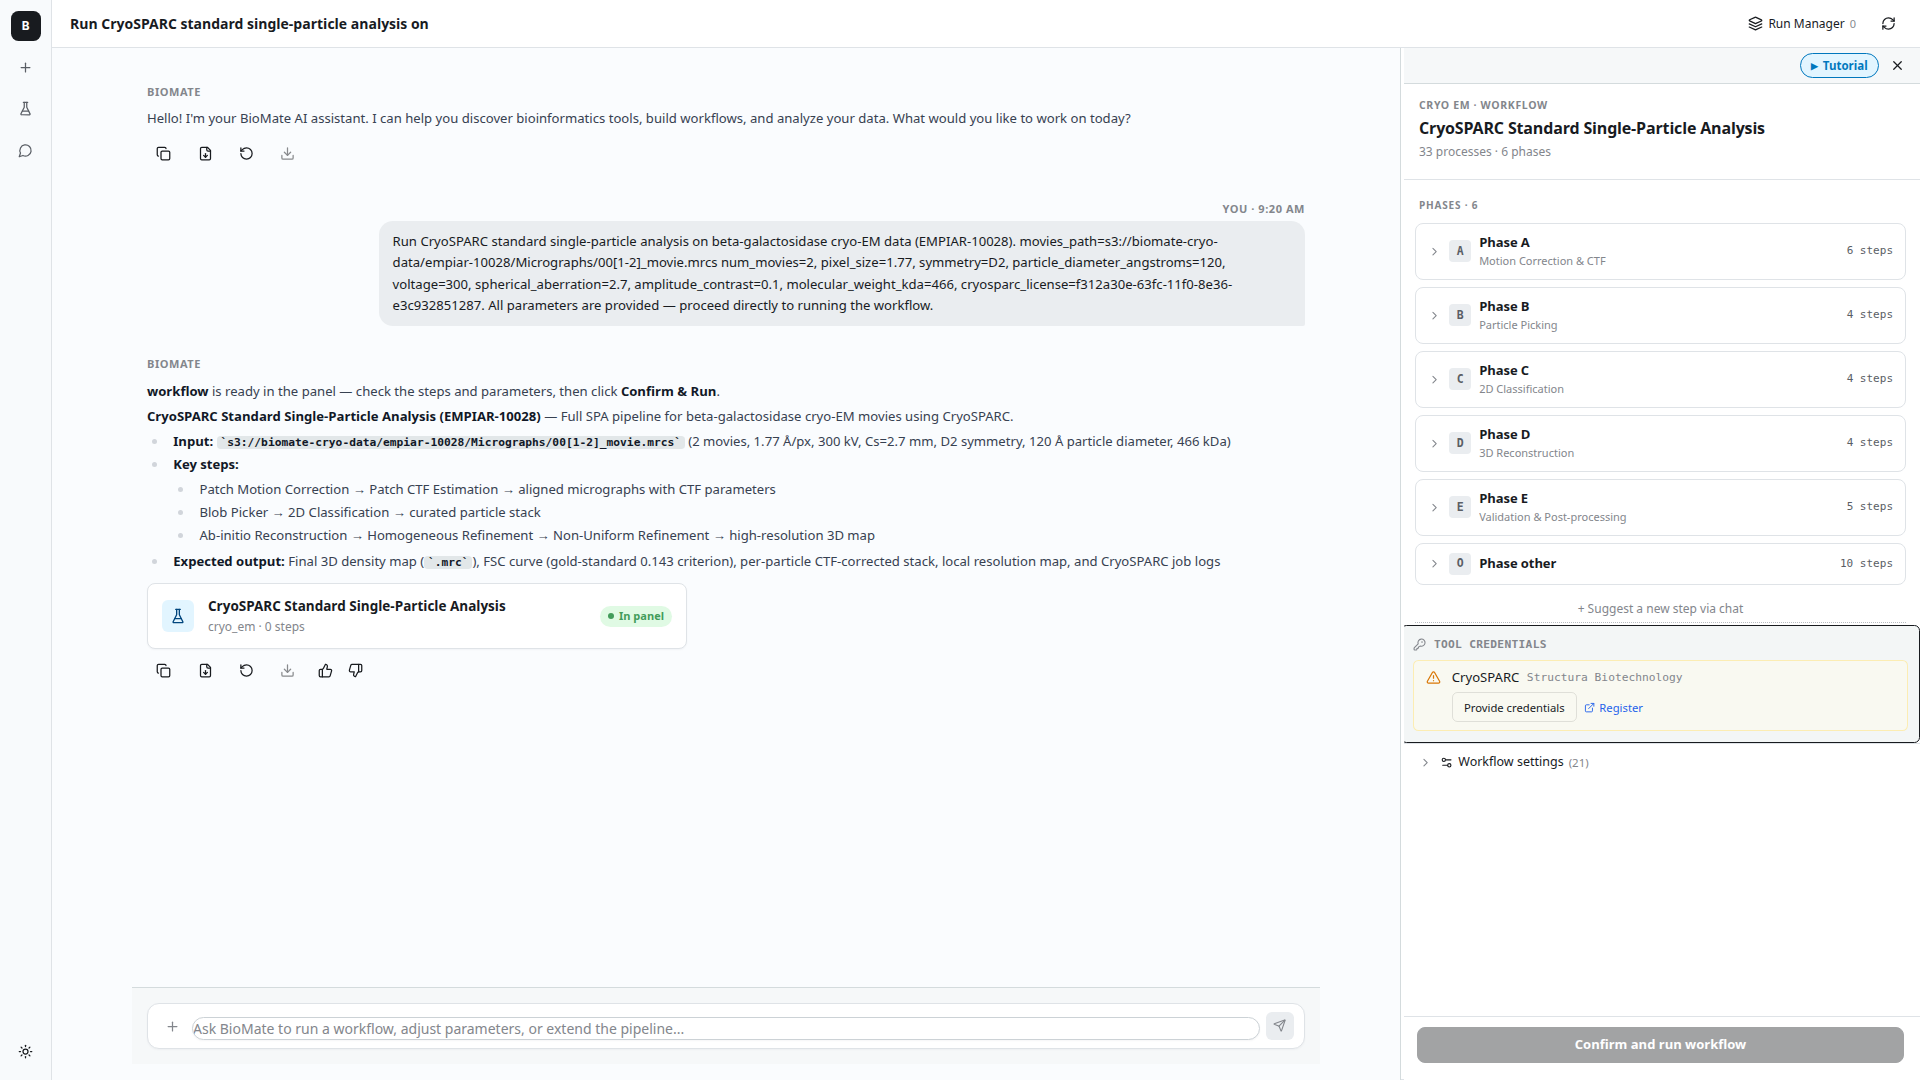 B
Run CryoSPARC standard single-particle analysis on
Run Manager 0
BIOMATE
Hello! I'm your BioMate AI assistant. I can help you discover bioinformatics tools, build workflows, and analyze your data. What would you like to work on today?
YOU · 9:20 AM
Run CryoSPARC standard single-particle analysis on beta-galactosidase cryo-EM data (EMPIAR-10028). movies_path=s3://biomate-cryo-
data/empiar-10028/Micrographs/00[1-2]_movie.mrcs num_movies=2, pixel_size=1.77, symmetry=D2, particle_diameter_angstroms=120,
voltage=300, spherical_aberration=2.7, amplitude_contrast=0.1, molecular_weight_kda=466, cryosparc_license=f312a30e-63fc-11f0-8e36-
e3c932851287. All parameters are provided — proceed directly to running the workflow.
BIOMATE
workflow is ready in the panel — check the steps and parameters, then click Confirm & Run.
CryoSPARC Standard Single-Particle Analysis (EMPIAR-10028) — Full SPA pipeline for beta-galactosidase cryo-EM movies using CryoSPARC.
Input: `s3://biomate-cryo-data/empiar-10028/Micrographs/00[1-2]_movie.mrcs` (2 movies, 1.77 Å/px, 300 kV, Cs=2.7 mm, D2 symmetry, 120 Å particle diameter, 466 kDa)
Key steps:
Patch Motion Correction → Patch CTF Estimation → aligned micrographs with CTF parameters
Blob Picker → 2D Classification → curated particle stack
Ab-initio Reconstruction → Homogeneous Refinement → Non-Uniform Refinement → high-resolution 3D map
Expected output: Final 3D density map (`.mrc`), FSC curve (gold-standard 0.143 criterion), per-particle CTF-corrected stack, local resolution map, and CryoSPARC job logs
CryoSPARC Standard Single-Particle Analysis
cryo_em · 0 steps
In panel
Ask BioMate to run a workflow, adjust parameters, or extend the pipeline...
Tutorial
CRYO EM · WORKFLOW
CryoSPARC Standard Single-Particle Analysis
33 processes · 6 phases
PHASES · 6
A Phase A 6 steps
Motion Correction & CTF
B Phase B 4 steps
Particle Picking
C Phase C 4 steps
2D Classification
D Phase D 4 steps
3D Reconstruction
E Phase E 5 steps
Validation & Post-processing
O Phase other 10 steps
+ Suggest a new step via chat
TOOL CREDENTIALS
CryoSPARC Structura Biotechnology
Provide credentials Register
Workflow settings (21)
Confirm and run workflow